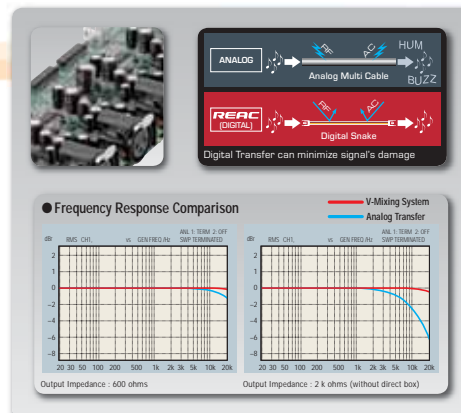 ANALOG
RF
AC
HUM
BUZZ
Analog Multi Cable
REAC
(DIGITAL)
RF
AC
Digital Snake
Digital Transfer can minimize signal's damage
● Frequency Response Comparison
V-Mixing System
Analog Transfer
ANL 1: TERM 2: OFF
dBr RMS CH1, vs GEN FREQ./Hz SWP TERMINATED
2
1
0
–2
–4
–6
–8
20 30 50 100 200 500 1k 2k 3k 5k 10k 20k
Output Impedance : 600 ohms
ANL 1: TERM 2: OFF
dBr RMS CH1, vs GEN FREQ./Hz SWP TERMINATED
2
1
0
–2
–4
–6
–8
20 30 50 100 200 500 1k 2k 3k 5k 10k 20k
Output Impedance : 2 k ohms (without direct box)